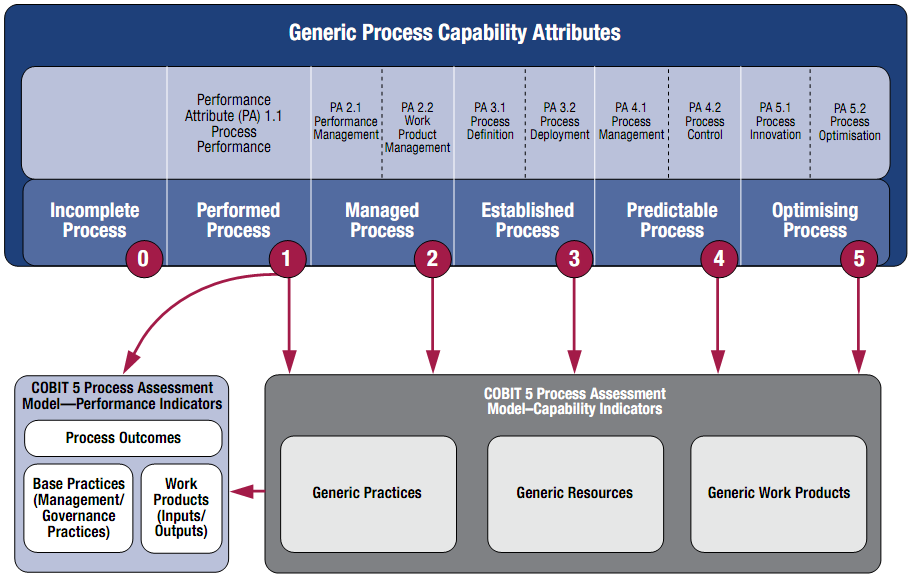 Generic Process Capability Attributes
Performance
Attribute (PA) 1.1
Process
Performance
PA 2.1
Performance
Management
PA 2.2
Work
Product
Management
PA 3.1
Process
Definition
PA 3.2
Process
Deployment
PA 4.1
Process
Management
PA 4.2
Process
Control
PA 5.1
Process
Innovation
PA 5.2
Process
Optimisation
Incomplete
Process
0
Performed
Process
1
Managed
Process
2
Established
Process
3
Predictable
Process
4
Optimising
Process
5
COBIT 5 Process Assessment
Model—Performance Indicators
Process Outcomes
Base Practices
(Management/
Governance
Practices)
Work
Products
(Inputs/
Outputs)
COBIT 5 Process Assessment
Model–Capability Indicators
Generic Practices
Generic Resources
Generic Work Products